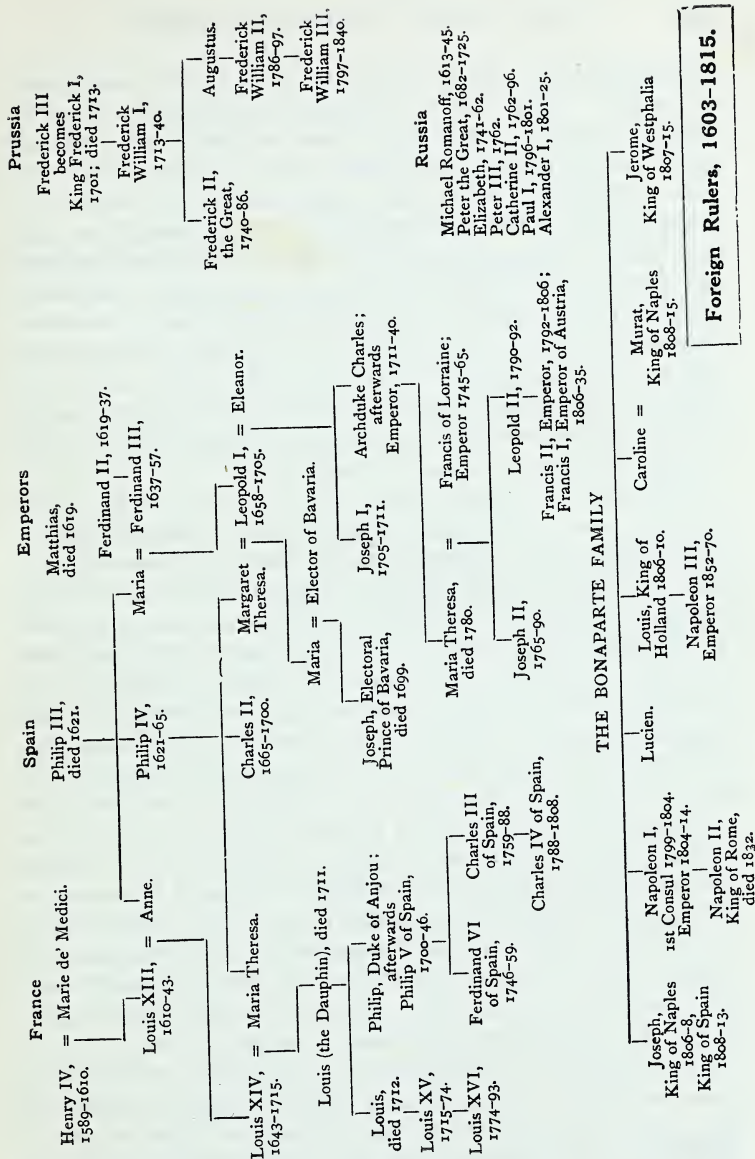 France
Henry IV, = Marie de' Medici.
1589–1610.
Louis XIII, = Anne.
1610–43.
Louis XIV, = Maria Theresa.
1643–1715.
Louis (the Dauphin), died 1711.
Louis,
died 1712.
Louis XV,
1715–74.
Louis XVI,
1774–93.
Philip, Duke of Anjou;
afterwards
Philip V of Spain,
1700–46.
Ferdinand VI
of Spain,
1746–59.
Charles III
of Spain,
1759–88.
Charles IV of Spain,
1788–1808.
Spain
Philip III,
died 1621.
Philip IV,
1621–65.
Charles II,
1665–1700.
Margaret
Theresa.
Emperors
Matthias,
died 1619.
Ferdinand II, 1619–37.
Maria = Ferdinand III,
1637–57.
= Leopold I, = Eleanor.
1658–1705.
Maria = Elector of Bavaria.
Joseph, Electoral
Prince of Bavaria,
died 1699.
Joseph I,
1705–1711.
Archduke Charles;
afterwards
Emperor, 1711–40.
Maria Theresa, = Francis of Lorraine;
died 1780. Emperor 1745–65.
Joseph II,
1765–90.
Leopold II, 1790–92.
Francis II, Emperor, 1792–1806;
Francis I, Emperor of Austria,
1806–35.
Prussia
Frederick III
becomes
King Frederick I,
1701; died 1713.
Frederick
William I,
1713–40.
Frederick II,
the Great,
1740–86.
Augustus.
Frederick
William II,
1786–97.
Frederick
William III,
1797–1840.
Russia
Michael Romanoff, 1613–45.
Peter the Great, 1682–1725.
Elizabeth, 1741–62.
Peter III, 1762.
Catherine II, 1762–96.
Paul I, 1796–1801.
Alexander I, 1801–25.
THE BONAPARTE FAMILY
Joseph,
King of Naples
1806–8,
King of Spain
1808–13.
Napoleon I,
1st Consul 1799–1804.
Emperor 1804–14.
Napoleon II,
King of Rome,
died 1832.
Lucien.
Louis, King of
Holland 1806–10.
Napoleon III,
Emperor 1852–70.
Caroline = Murat,
King of Naples
1808–15.
Jerome,
King of Westphalia
1807–15.
Foreign Rulers, 1603–1815.